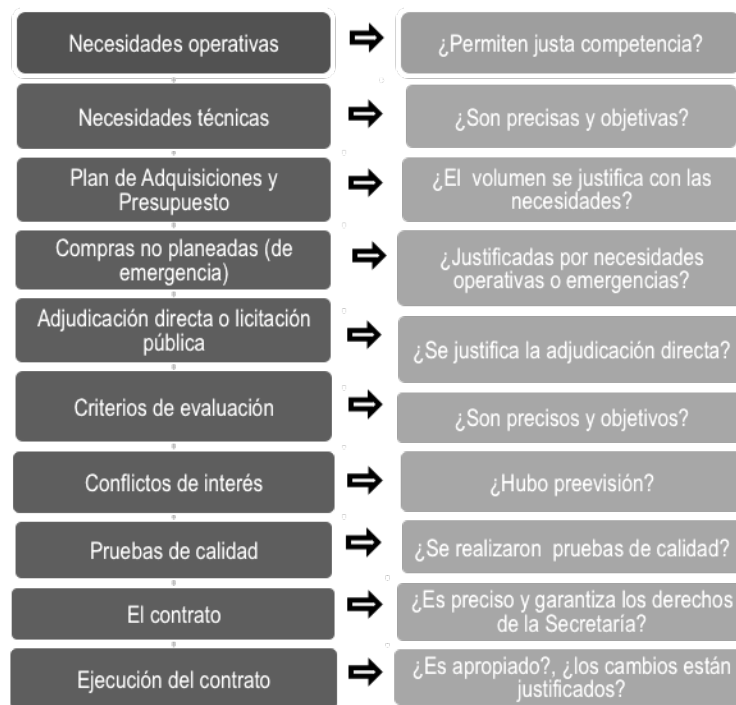 Necesidades operativas
¿Permiten justa competencia?
Necesidades técnicas
¿Son precisas y objetivas?
Plan de Adquisiciones y
Presupuesto
¿El volumen se justifica con las
necesidades?
Compras no planeadas (de
emergencia)
¿Justificadas por necesidades
operativas o emergencias?
Adjudicación directa o licitación
pública
¿Se justifica la adjudicación directa?
Criterios de evaluación
¿Son precisos y objetivos?
Conflictos de interés
¿Hubo preevisión?
Pruebas de calidad
¿Se realizaron pruebas de calidad?
El contrato
¿Es preciso y garantiza los derechos
de la Secretaría?
Ejecución del contrato
¿Es apropiado?, ¿los cambios están
justificados?